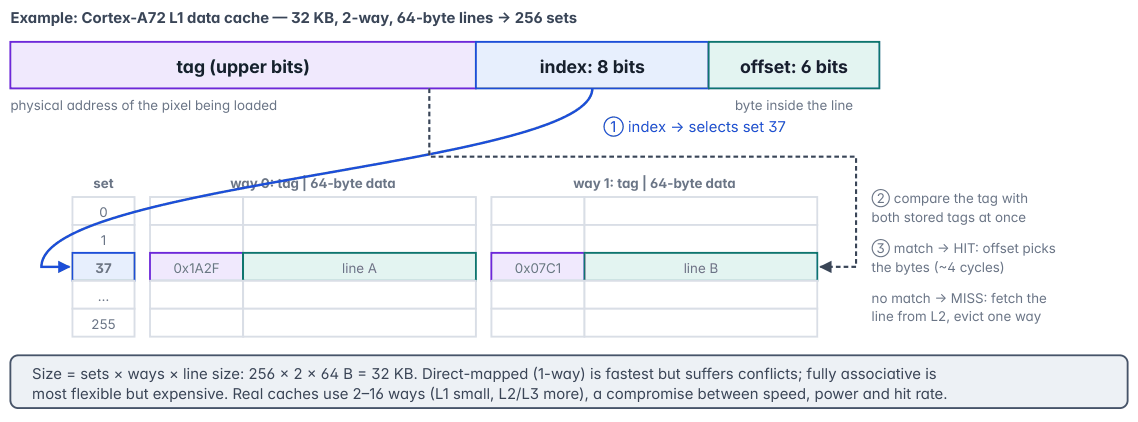 Example: Cortex-A72 L1 data cache — 32 KB, 2-way, 64-byte lines → 256 sets
tag (upper bits)
index: 8 bits
offset: 6 bits
physical address of the pixel being loaded
byte inside the line
① index → selects set 37
set
way 0: tag | 64-byte data
way 1: tag | 64-byte data
② compare the tag with
both stored tags at once
0
1
③ match → HIT: offset picks
the bytes (~4 cycles)
37
0x1A2F
line A
0x07C1
line B
...
no match → MISS: fetch the
line from L2, evict one way
255
Size = sets × ways × line size: 256 × 2 × 64 B = 32 KB. Direct-mapped (1-way) is fastest but suffers conflicts; fully associative is
most flexible but expensive. Real caches use 2–16 ways (L1 small, L2/L3 more), a compromise between speed, power and hit rate.